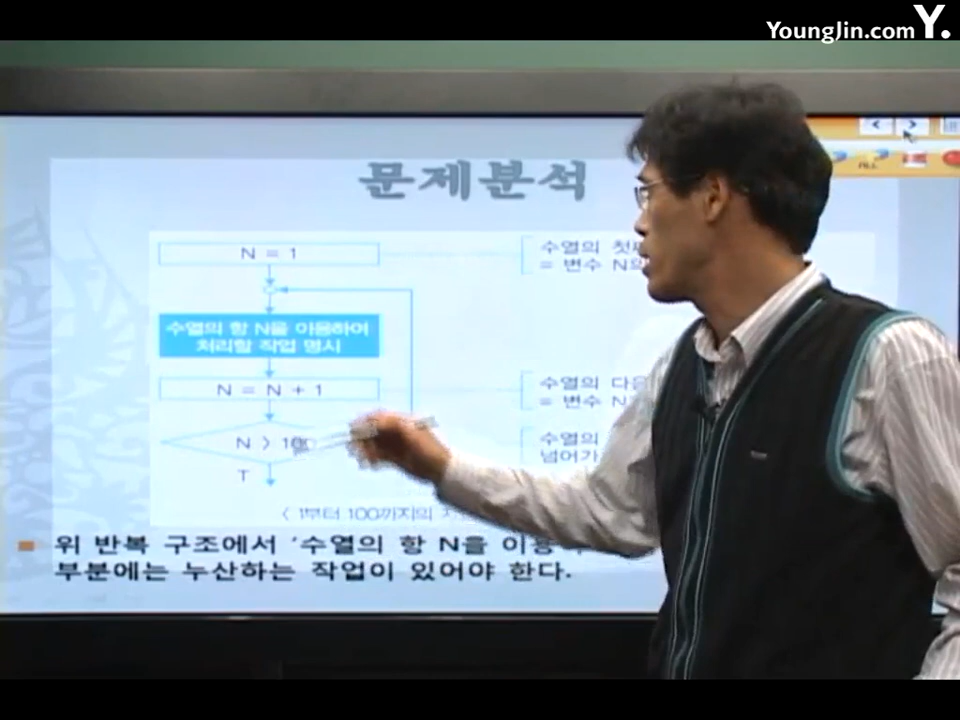 YoungJin.com Y.
문제분석
N = 1
수열의 첫째
= 변수 N의
수열의 항 N을 이용하여
처리할 작업 명시
N = N + 1
수열의 다음
= 변수 N
N > 100
수열의
넘어가
T
< 1부터 100까지의
위 반복 구조에서 '수열의 항 N을 이용
부분에는 누산하는 작업이 있어야 한다.
ALL